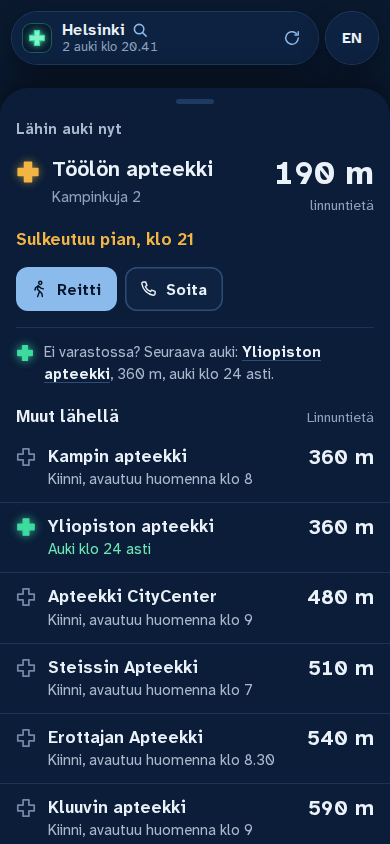 Helsinki
2 auki klo 20.41
EN
Lähin auki nyt
Töölön apteekki
190 m
Kampinkuja 2
linnuntietä
Sulkeutuu pian, klo 21
Reitti
Soita
Ei varastossa? Seuraava auki: Yliopiston
apteekki, 360 m, auki klo 24 asti.
Muut lähellä
Linnuntietä
Kampin apteekki
360 m
Kiinni, avautuu huomenna klo 8
Yliopiston apteekki
360 m
Auki klo 24 asti
Apteekki CityCenter
480 m
Kiinni, avautuu huomenna klo 9
Steissin Apteekki
510 m
Kiinni, avautuu huomenna klo 7
Erottajan Apteekki
540 m
Kiinni, avautuu huomenna klo 8.30
Kluuvin apteekki
590 m
Kiinni, avautuu huomenna klo 9